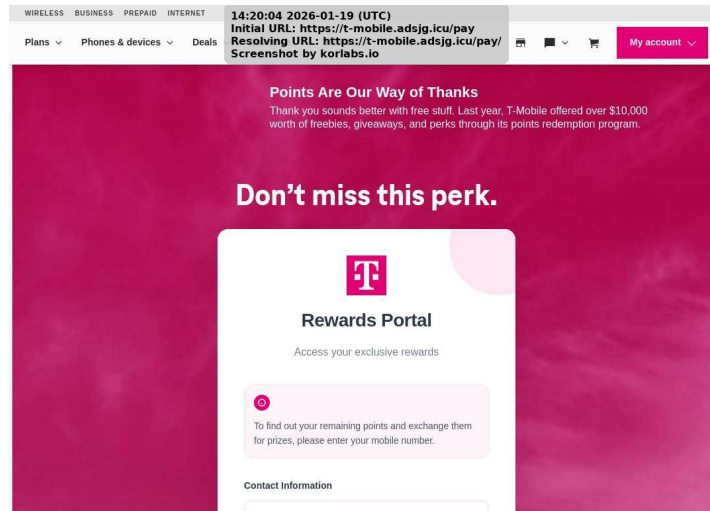 WIRELESS BUSINESS PREPAID INTERNET
14:20:04 2026-01-19 (UTC)
Initial URL: https://t-mobile.adsjg.icu/pay
Resolving URL: https://t-mobile.adsjg.icu/pay/
Screenshot by korlabs.io
Plans Phones & devices Deals My account
Points Are Our Way of Thanks
Thank you sounds better with free stuff. Last year, T-Mobile offered over $10,000
worth of freebies, giveaways, and perks through its points redemption program.
Don’t miss this perk.
T
Rewards Portal
Access your exclusive rewards
To find out your remaining points and exchange them
for prizes, please enter your mobile number.
Contact Information